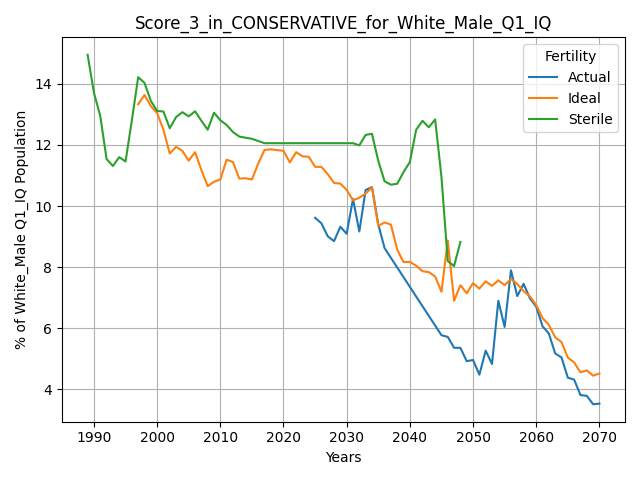 Score_3_in_CONSERVATIVE_for_White_Male_Q1_IQ
Fertility
Actual
Ideal
Sterile
% of White_Male Q1_IQ Population
14
12
10
8
6
4
1990 2000 2010 2020 2030 2040 2050 2060 2070
Years